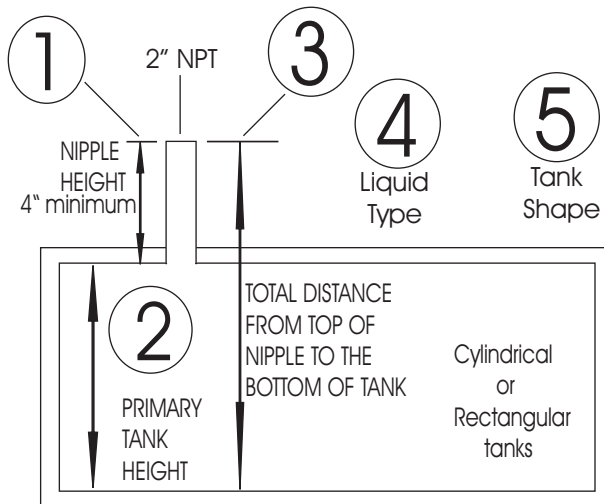 1
2” NPT
3
NIPPLE
HEIGHT
4“ minimum
4
Liquid
Type
5
Tank
Shape
2
PRIMARY
TANK
HEIGHT
TOTAL DISTANCE
FROM TOP OF
NIPPLE TO THE
BOTTOM OF TANK
Cylindrical
or
Rectangular
tanks